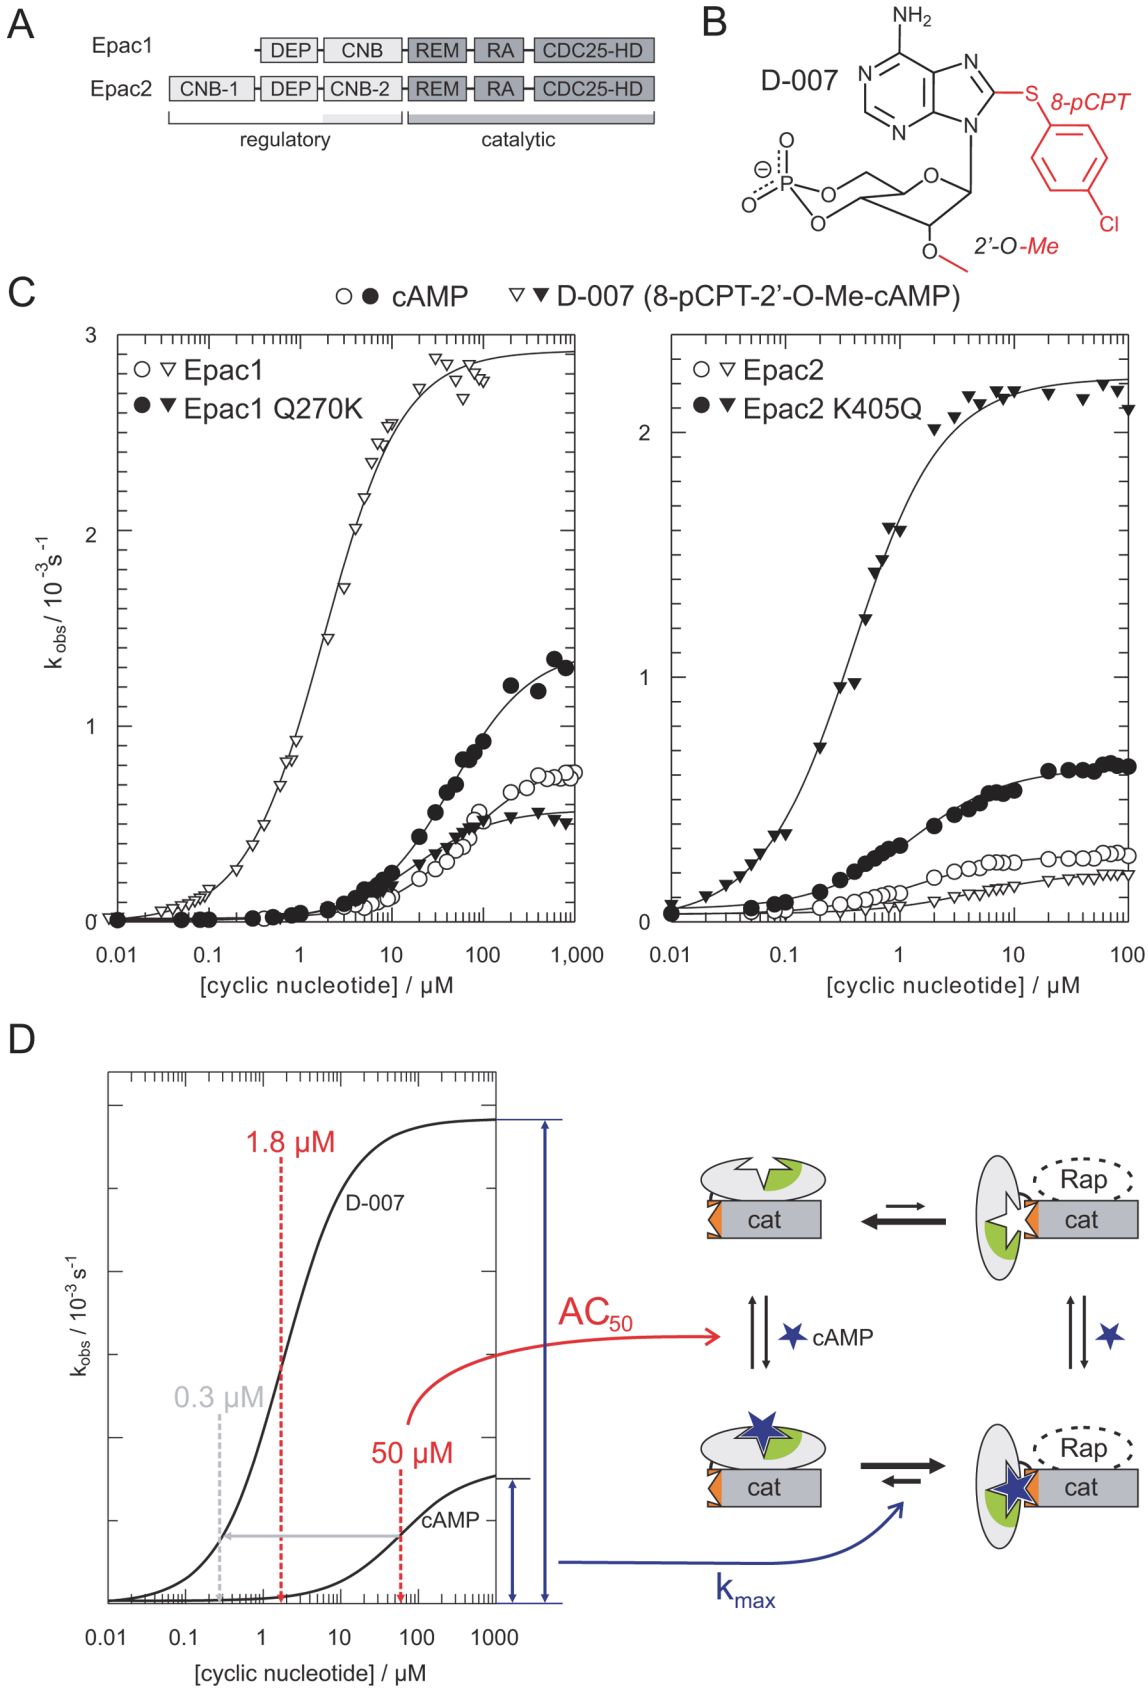 A
Epac1
DEP
CNB
REM
RA
CDC25-HD
Epac2
CNB-1
DEP
CNB-2
REM
RA
CDC25-HD
regulatory
catalytic
B
D-007
NH2
N
N
N
N
S
8-pCPT
Cl
O
⊖
P
O
O
O
O
O
2'-O-Me
C
cAMP
D-007 (8-pCPT-2'-O-Me-cAMP)
Epac1
Epac1 Q270K
3
2
1
0
kobs / 10-3s-1
0.01
0.1
1
10
100
1,000
[cyclic nucleotide] / µM
Epac2
Epac2 K405Q
2
1
0
0.01
0.1
1
10
100
[cyclic nucleotide] / µM
D
1.8 µM
D-007
0.3 µM
50 µM
cAMP
kobs / 10-3 s-1
0.01
0.1
1
10
100
1000
[cyclic nucleotide] / µM
AC50
kmax
cat
Rap
cat
cAMP
cat
Rap
cat